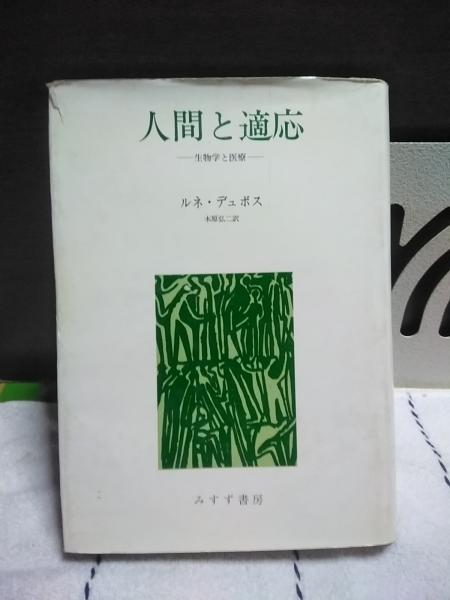 人間と適応
—生物学と医療—
ルネ・デュボス
木原弘二訳
みすず書房